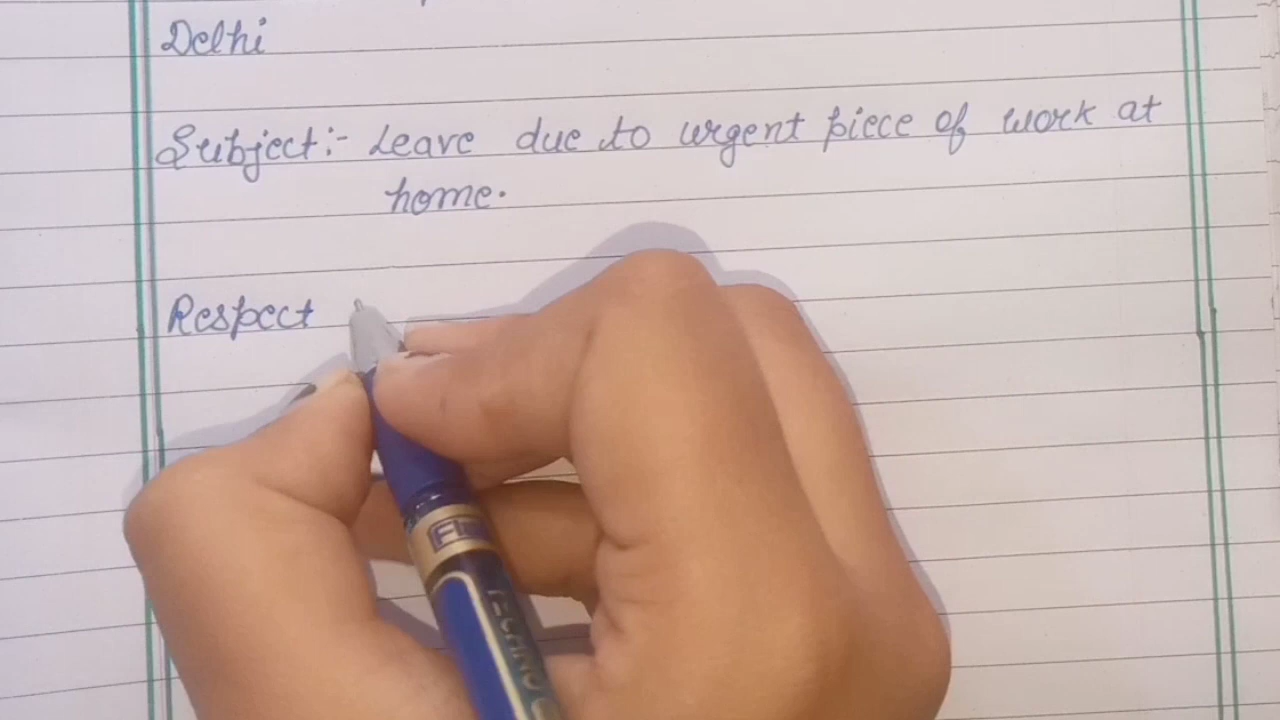 Delhi
Subject:- Leave due to urgent piece of work at
home.
Respect